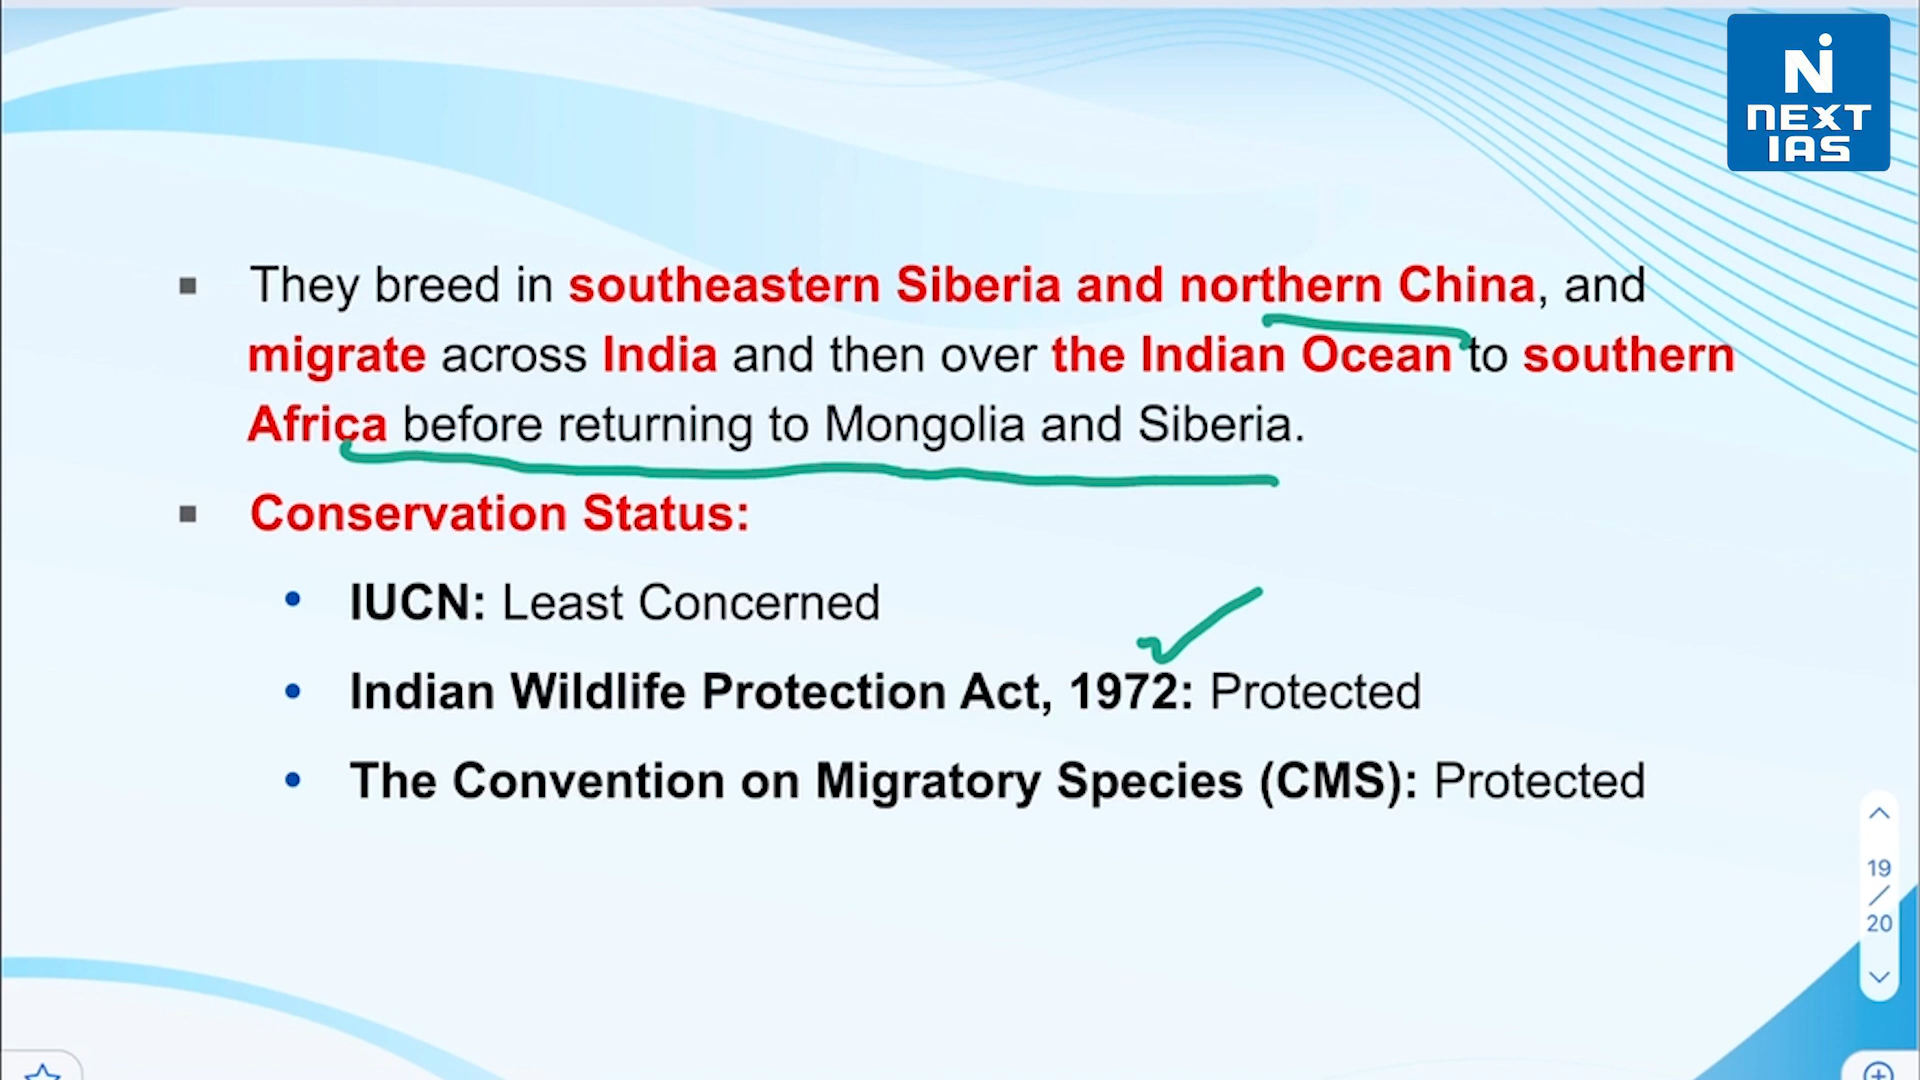 NEXT
IAS
They breed in southeastern Siberia and northern China, and
migrate across India and then over the Indian Ocean to southern
Africa before returning to Mongolia and Siberia.
Conservation Status:
IUCN: Least Concerned
Indian Wildlife Protection Act, 1972: Protected
The Convention on Migratory Species (CMS): Protected
19
/
20